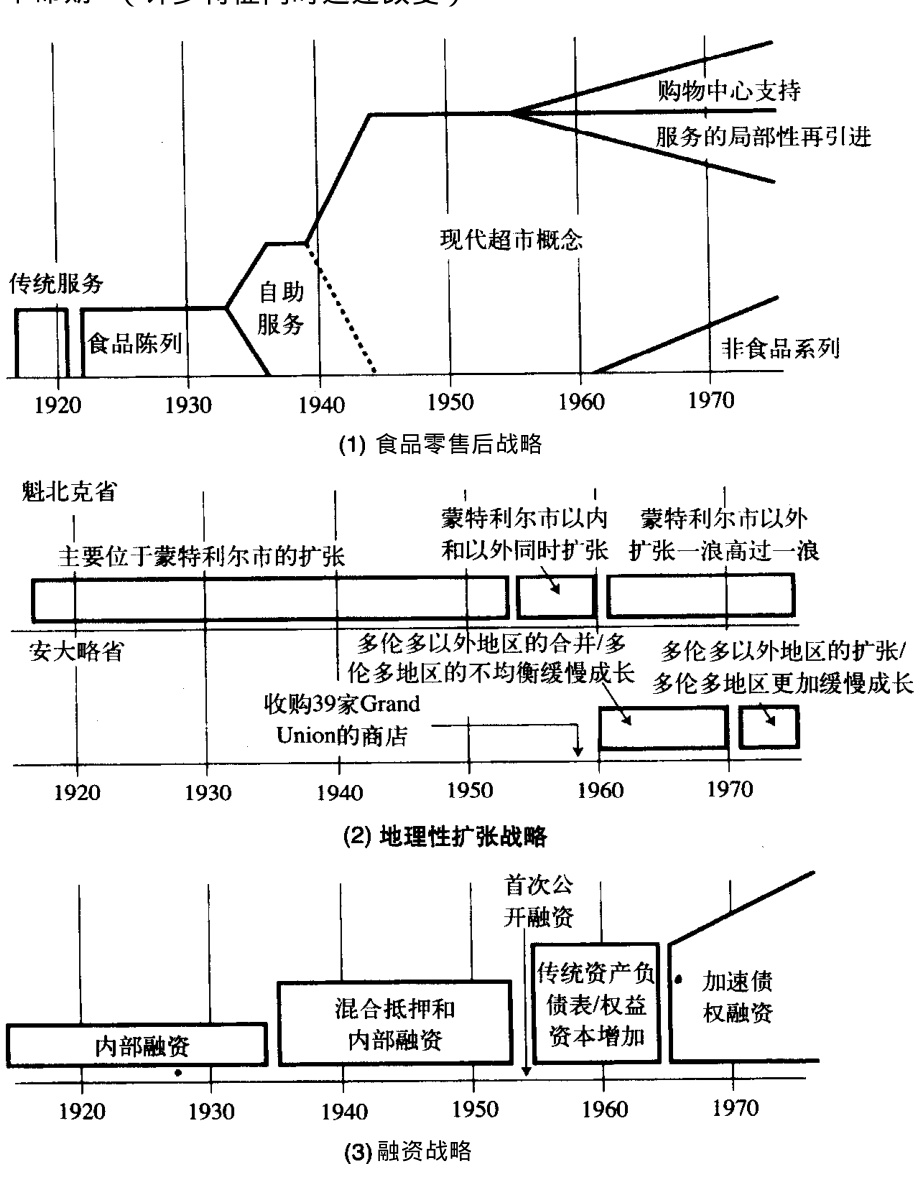 购物中心支持
服务的局部性再引进
现代超市概念
传统服务
自助
服务
食品陈列
非食品系列
1920 1930 1940 1950 1960 1970
(1) 食品零售后战略
魁北克省
蒙特利尔市以内
和以外同时扩张
蒙特利尔市以外
扩张一浪高过一浪
主要位于蒙特利尔市的扩张
安大略省
多伦多以外地区的合并/多
伦多地区的不均衡缓慢成长
多伦多以外地区的扩张/
多伦多地区更加缓慢成长
收购39家Grand
Union的商店
1920 1930 1940 1950 1960 1970
(2) 地理性扩张战略
首次公
开融资
传统资产负
债表/权益
资本增加
加速债
权融资
混合抵押和
内部融资
内部融资
1920 1930 1940 1950 1960 1970
(3) 融资战略